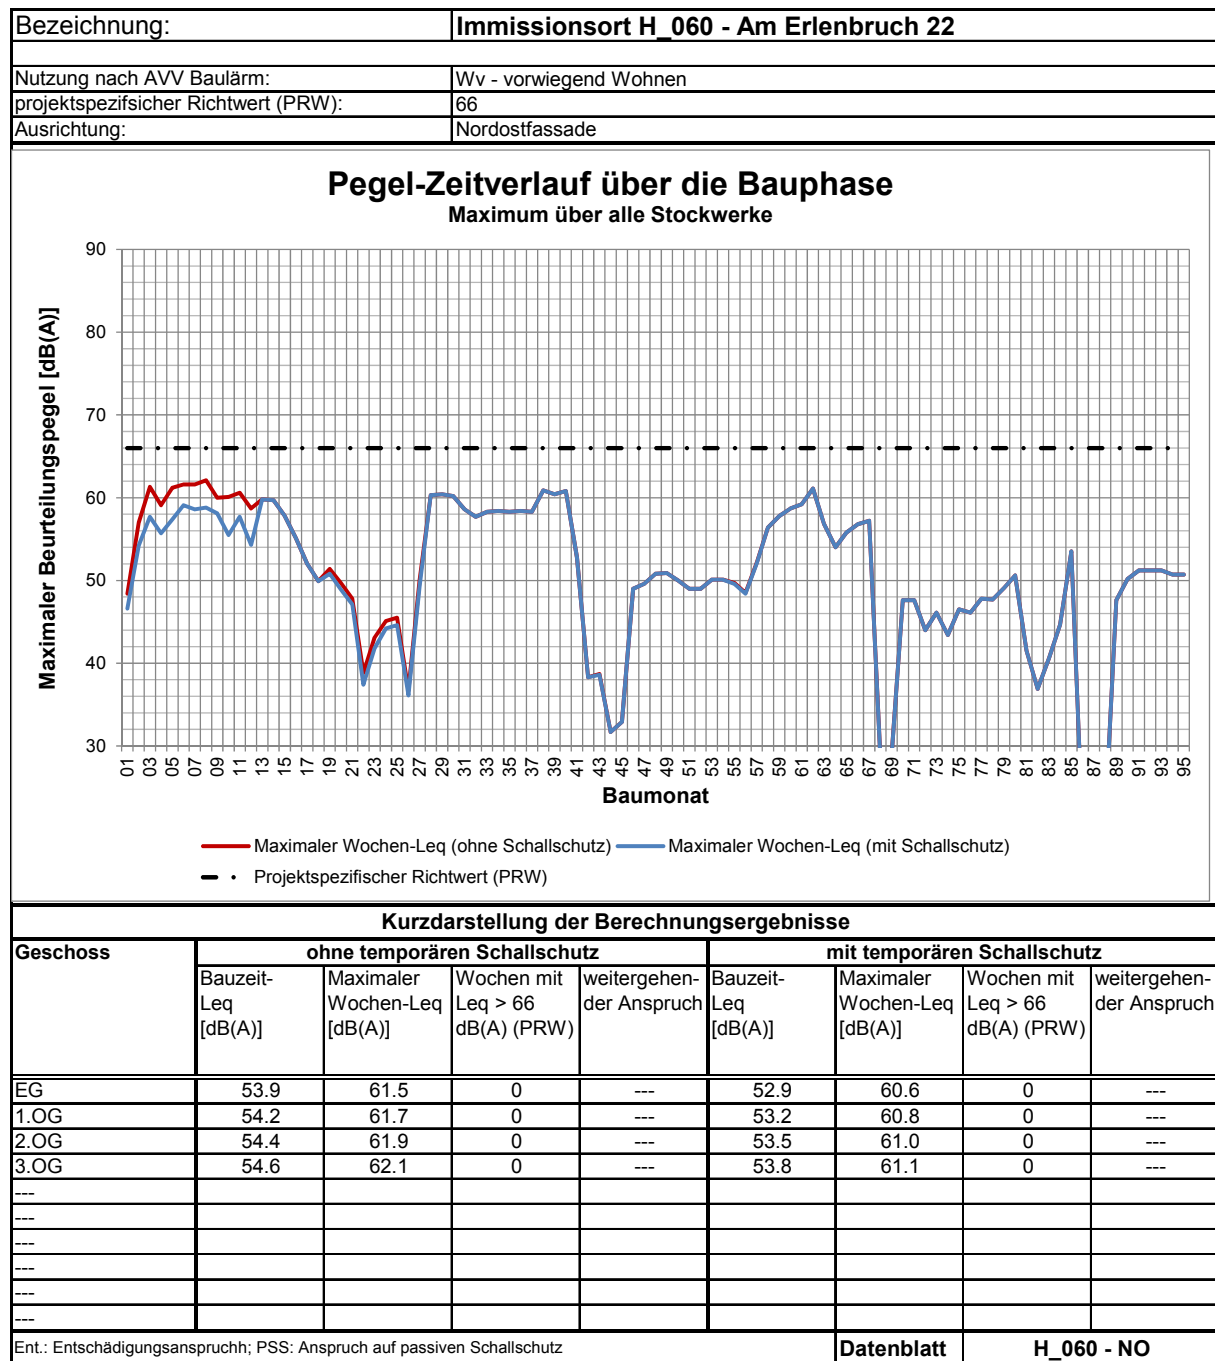 Bezeichnung: Immissionsort H_060 - Am Erlenbruch 22
Nutzung nach AVV Baulärm: Wv - vorwiegend Wohnen
projektspezifsicher Richtwert (PRW): 66
Ausrichtung: Nordostfassade
Pegel-Zeitverlauf über die Bauphase
Maximum über alle Stockwerke
Maximaler Beurteilungspegel [dB(A)]
90
80
70
60
50
40
30
01 03 05 07 09 11 13 15 17 19 21 23 25 27 29 31 33 35 37 39 41 43 45 47 49 51 53 55 57 59 61 63 65 67 69 71 73 75 77 79 81 83 85 87 89 91 93 95
Baumonat
Maximaler Wochen-Leq (ohne Schallschutz) Maximaler Wochen-Leq (mit Schallschutz)
Projektspezifischer Richtwert (PRW)
Kurzdarstellung der Berechnungsergebnisse
Geschoss ohne temporären Schallschutz mit temporären Schallschutz
Bauzeit- Maximaler Wochen mit weitergehen- Bauzeit- Maximaler Wochen mit weitergehen-
Leq Wochen-Leq Leq > 66 der Anspruch Leq Wochen-Leq Leq > 66 der Anspruch
[dB(A)] [dB(A)] dB(A) (PRW) [dB(A)] [dB(A)] dB(A) (PRW)
EG 53.9 61.5 0 --- 52.9 60.6 0 ---
1.OG 54.2 61.7 0 --- 53.2 60.8 0 ---
2.OG 54.4 61.9 0 --- 53.5 61.0 0 ---
3.OG 54.6 62.1 0 --- 53.8 61.1 0 ---
---
---
---
---
---
---
Ent.: Entschädigungsanspruchh; PSS: Anspruch auf passiven Schallschutz Datenblatt H_060 - NO